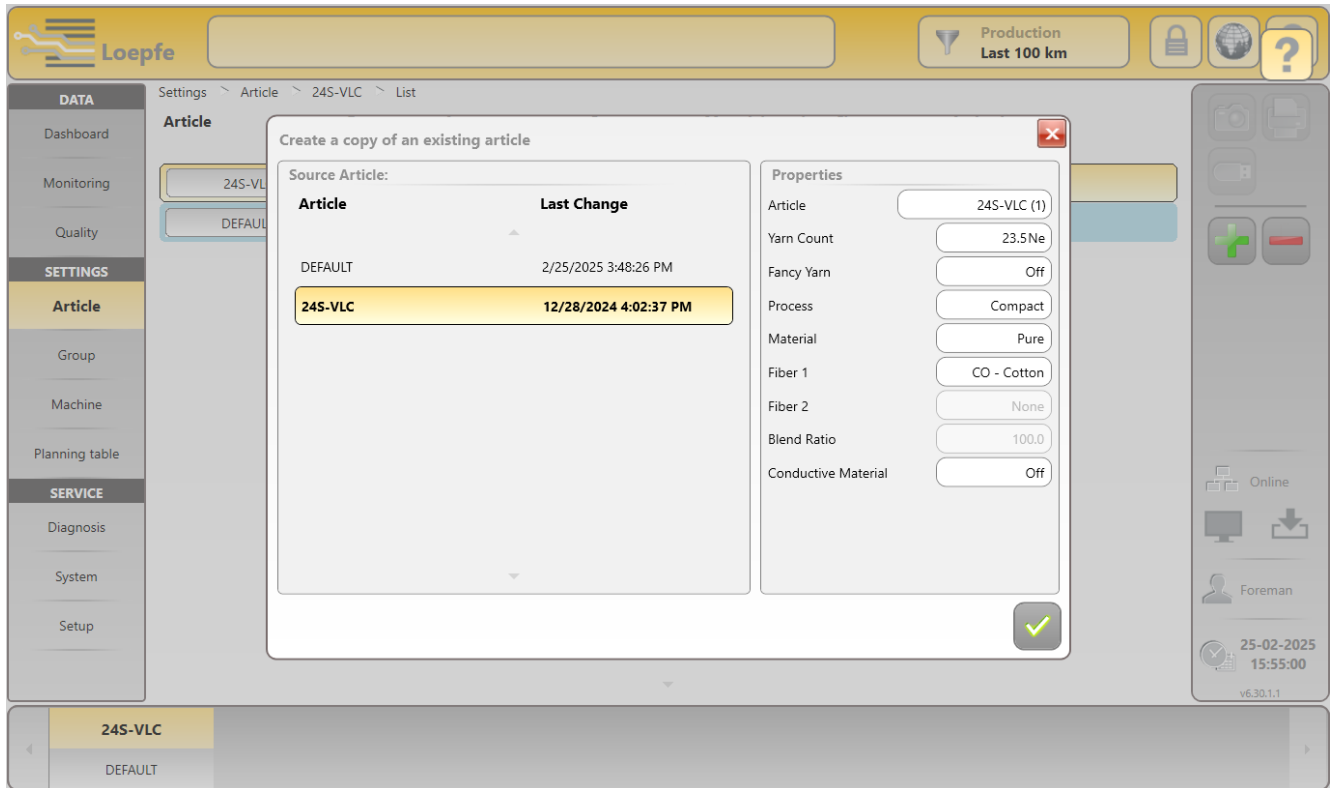 Loepfe
Production
Last 100 km
?
DATA
Dashboard
Monitoring
Quality
SETTINGS
Article
Group
Machine
Planning table
SERVICE
Diagnosis
System
Setup
Settings > Article > 24S-VLC > List
Article
24S-VL
DEFAUL
Create a copy of an existing article
Source Article:
Article Last Change
DEFAULT 2/25/2025 3:48:26 PM
24S-VLC 12/28/2024 4:02:37 PM
Properties
Article 24S-VLC (1)
Yarn Count 23.5Ne
Fancy Yarn Off
Process Compact
Material Pure
Fiber 1 CO - Cotton
Fiber 2 None
Blend Ratio 100.0
Conductive Material Off
Online
Foreman
25-02-2025
15:55:00
v6.30.1.1
24S-VLC
DEFAULT